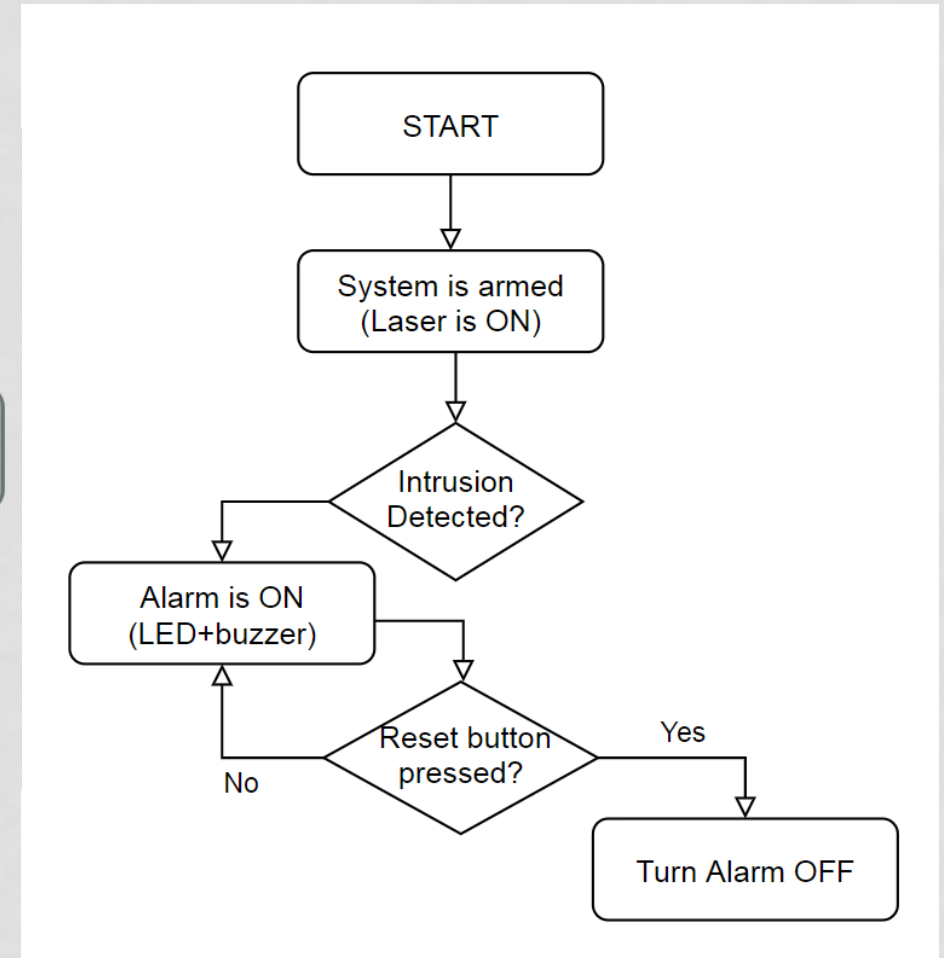 START
System is armed
(Laser is ON)
Intrusion
Detected?
Alarm is ON
(LED+buzzer)
Reset button
pressed?
Yes
No
Turn Alarm OFF